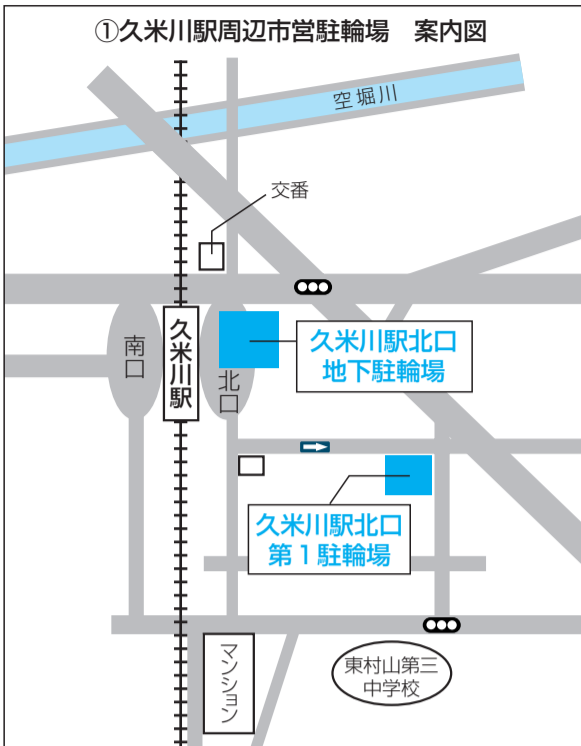 ①久米川駅周辺市営駐輪場　案内図
空堀川
交番
南口
久米川駅
北口
久米川駅北口
地下駐輪場
久米川駅北口
第１駐輪場
マンション
東村山第三
中学校